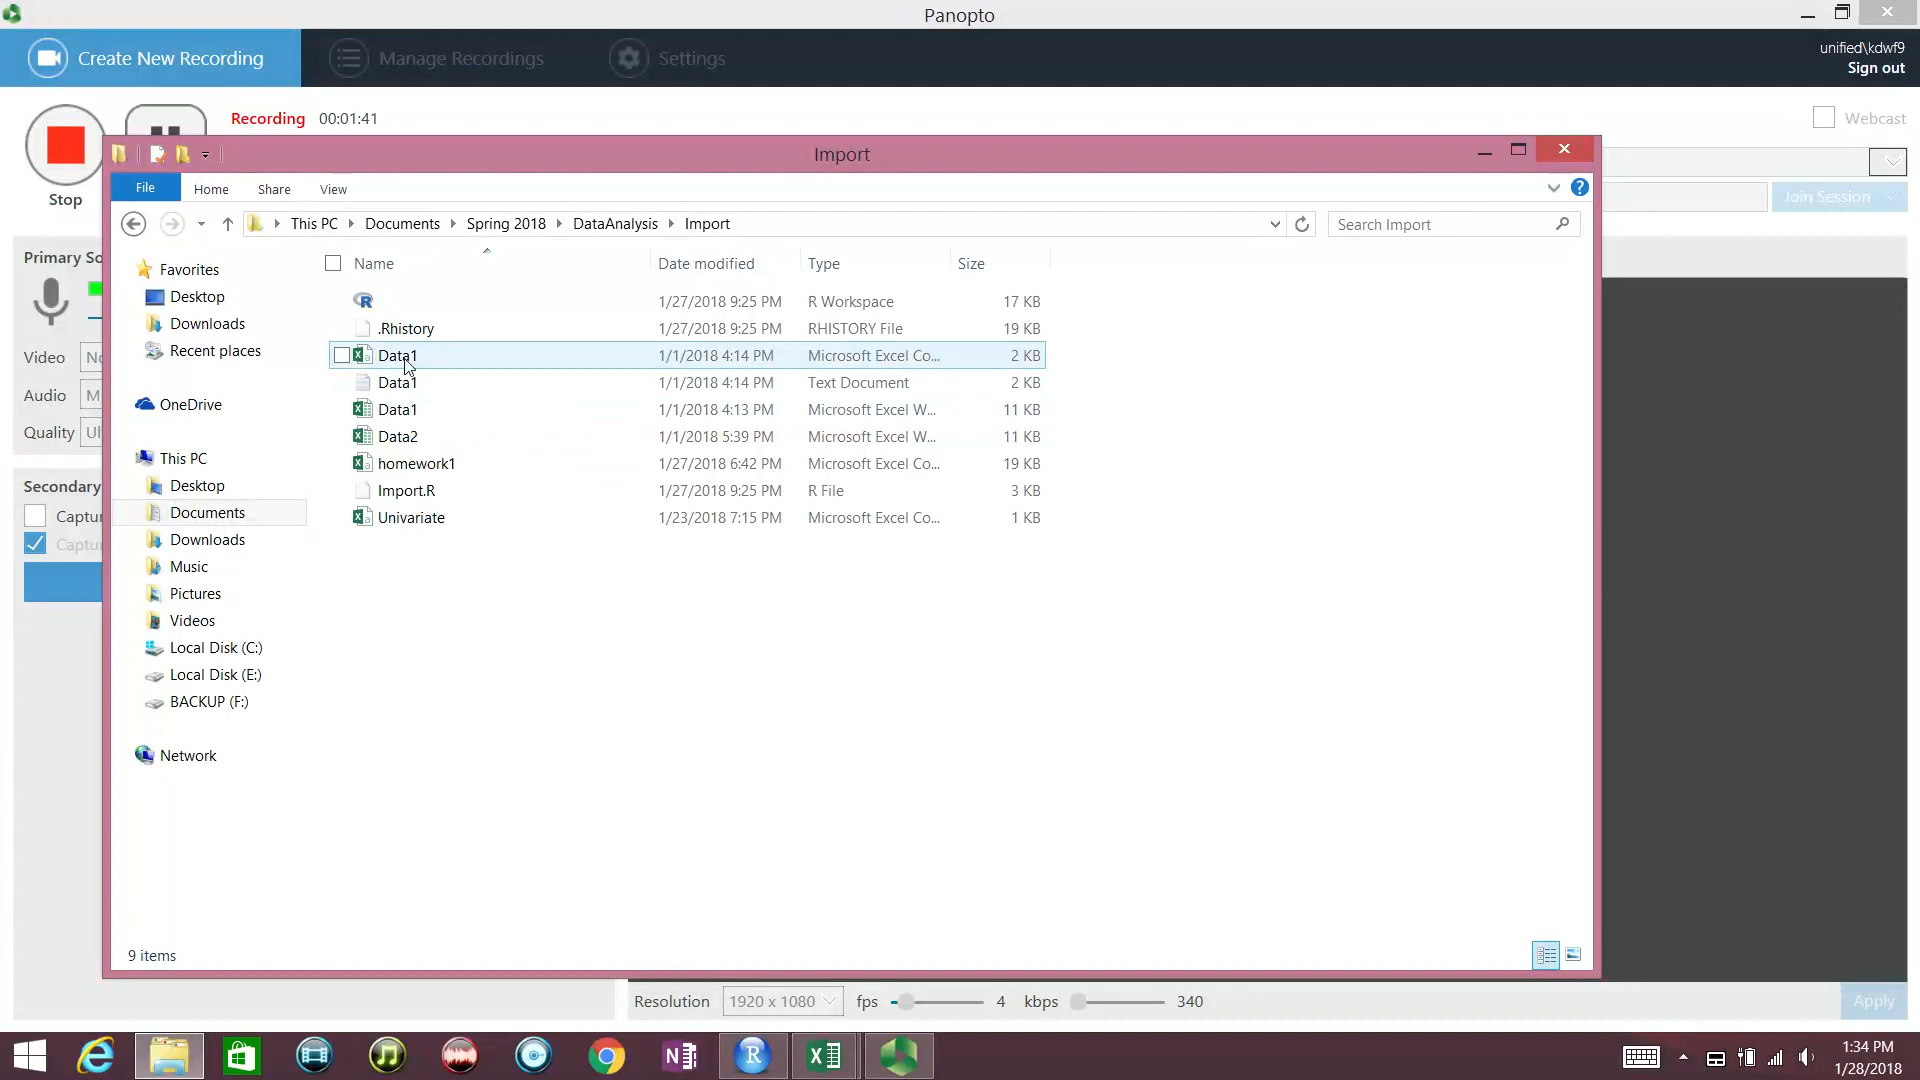 Panopto
Create New Recording
Manage Recordings
Settings
unified\kdwf9
Sign out
Recording 00:01:41
Webcast
Stop
Import
File Home Share View
This PC Documents Spring 2018 DataAnalysis Import
Search Import
Join Session
Primary So
Video No
Audio M
Quality Ul
Secondary
Captur
Captu
Favorites
Desktop
Downloads
Recent places
OneDrive
This PC
Desktop
Documents
Downloads
Music
Pictures
Videos
Local Disk (C:)
Local Disk (E:)
BACKUP (F:)
Network
Name Date modified Type Size
1/27/2018 9:25 PM R Workspace 17 KB
.Rhistory 1/27/2018 9:25 PM RHISTORY File 19 KB
Data1 1/1/2018 4:14 PM Microsoft Excel Co... 2 KB
Data1 1/1/2018 4:14 PM Text Document 2 KB
Data1 1/1/2018 4:13 PM Microsoft Excel W... 11 KB
Data2 1/1/2018 5:39 PM Microsoft Excel W... 11 KB
homework1 1/27/2018 6:42 PM Microsoft Excel Co... 19 KB
Import.R 1/27/2018 9:25 PM R File 3 KB
Univariate 1/23/2018 7:15 PM Microsoft Excel Co... 1 KB
9 items
Resolution 1920 x 1080 fps 4 kbps 340
Apply
1:34 PM
1/28/2018